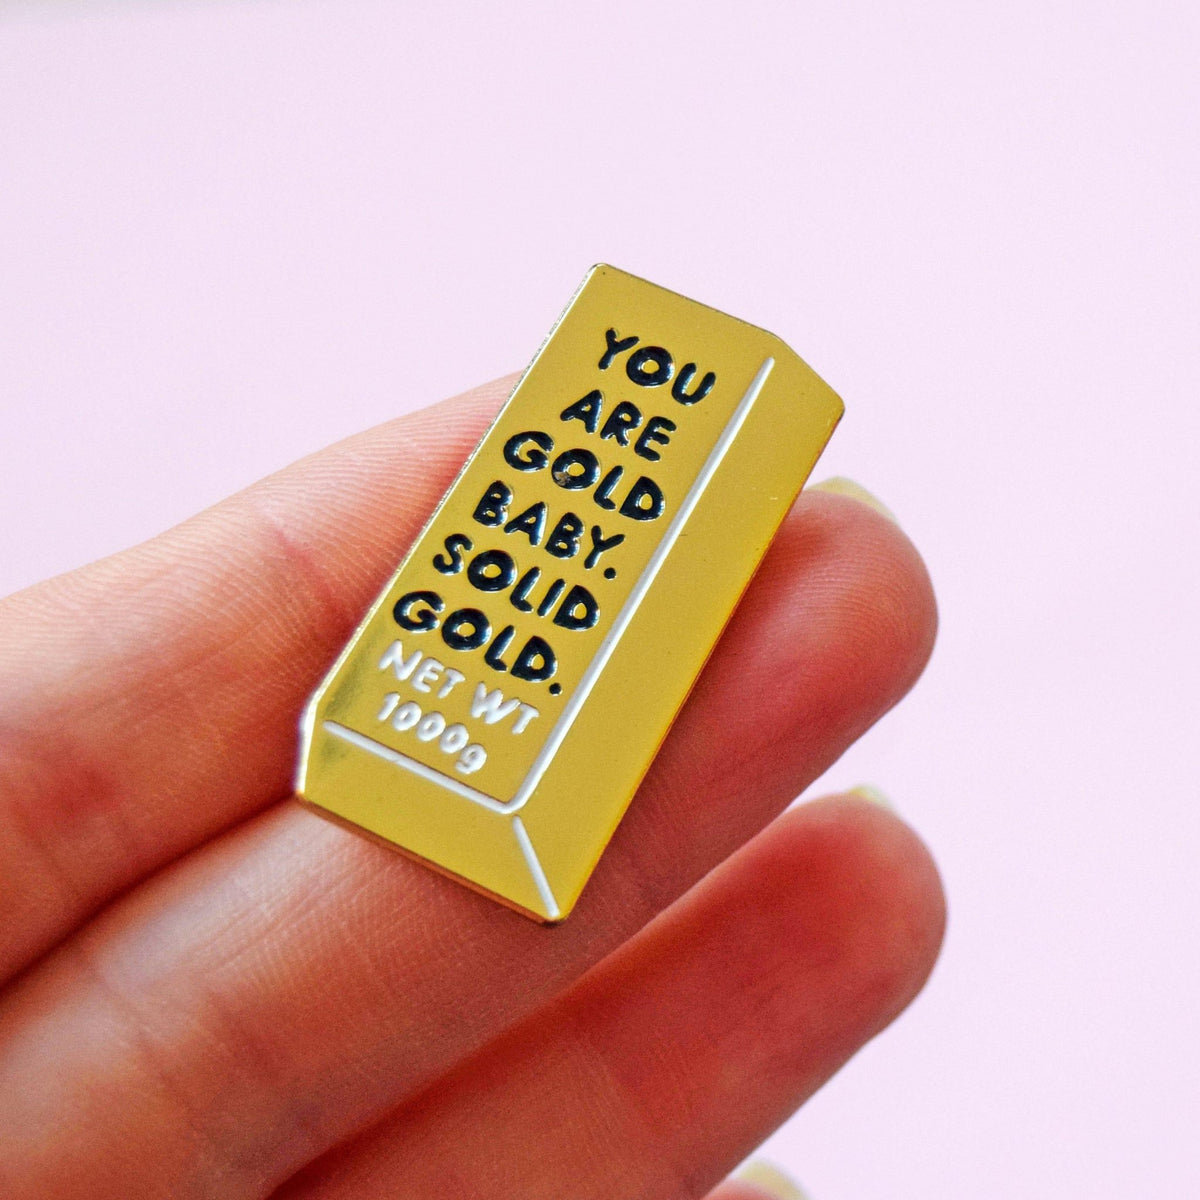 YOU
ARE
GOLD
BABY.
SOLID
GOLD.
NET WT
1000g